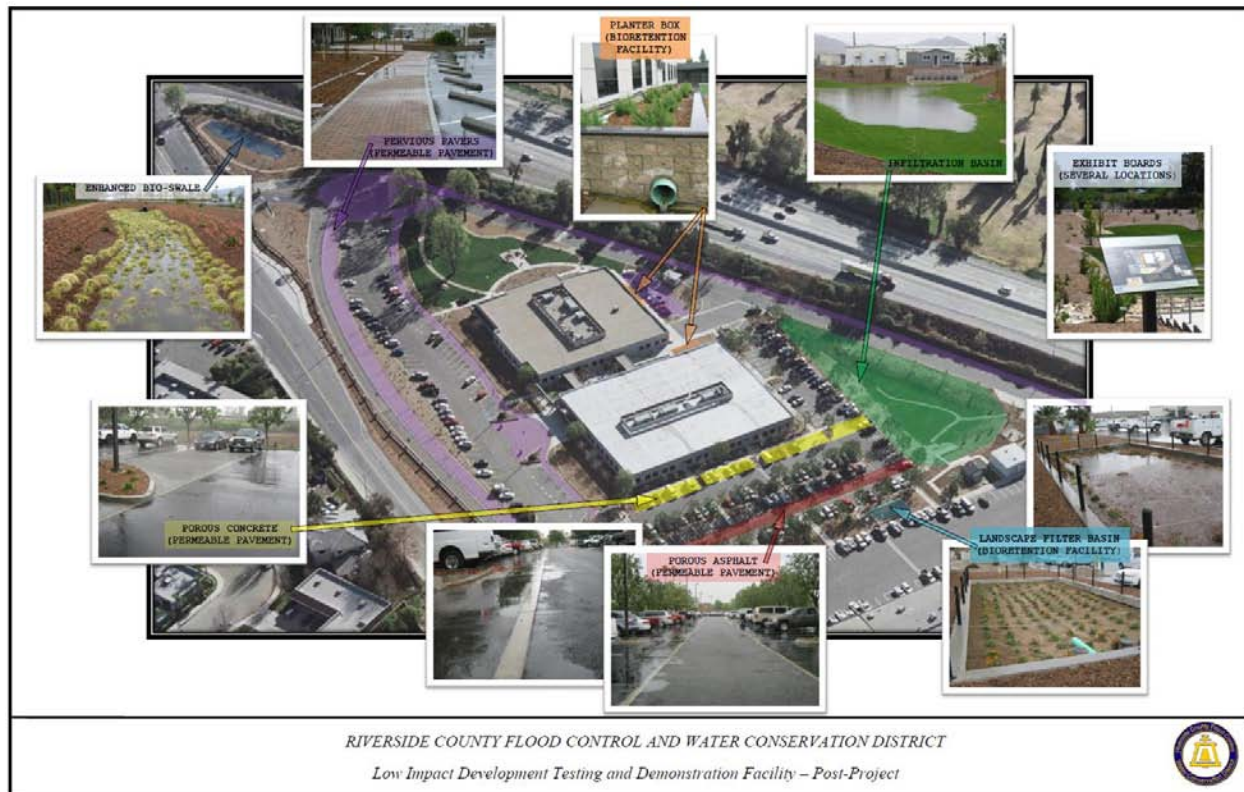 PLANTER BOX
(BIORETENTION
FACILITY)
PERVIOUS PAVERS
(PERMEABLE PAVEMENT)
INFILTRATION BASIN
EXHIBIT BOARDS
(SEVERAL LOCATIONS)
ENHANCED BIO-SWALE
POROUS CONCRETE
(PERMEABLE PAVEMENT)
POROUS ASPHALT
(PERMEABLE PAVEMENT)
LANDSCAPE FILTER BASIN
(BIORETENTION FACILITY)
RIVERSIDE COUNTY FLOOD CONTROL AND WATER CONSERVATION DISTRICT
Low Impact Development Testing and Demonstration Facility – Post-Project